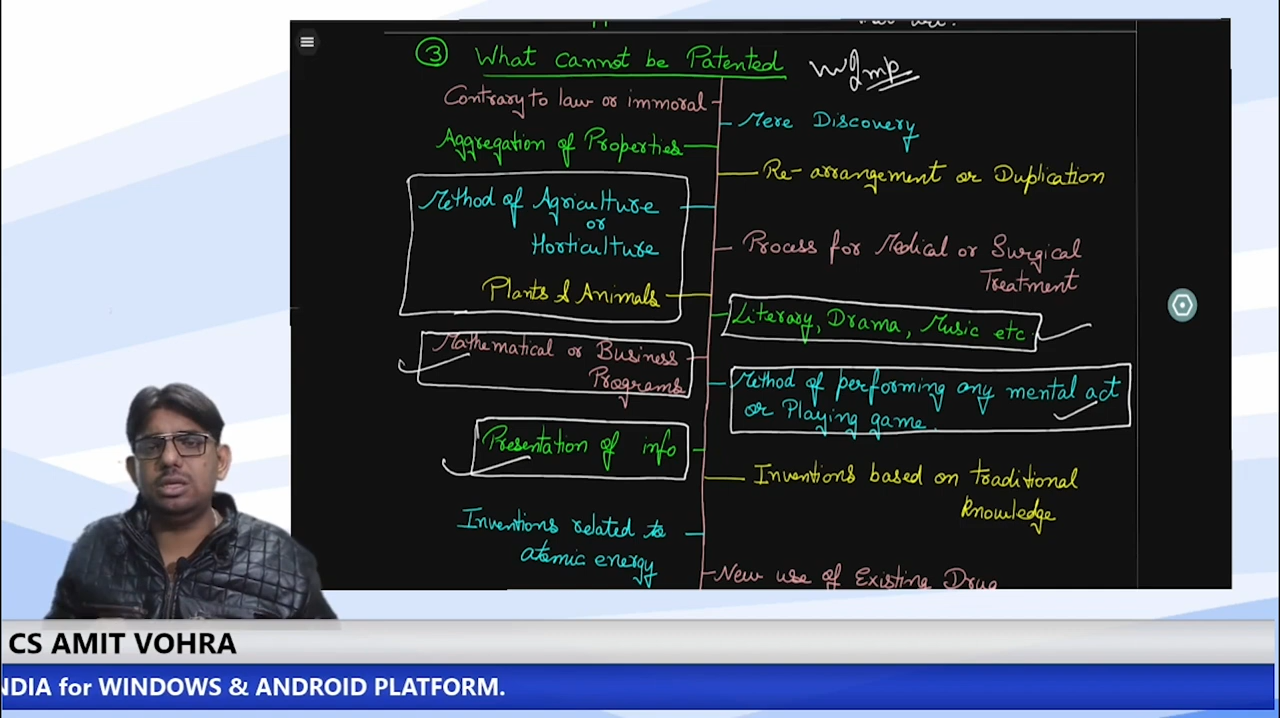 ③ What cannot be Patented
Contrary to law or immoral
Mere Discovery
Aggregation of Properties
Re-arrangement or Duplication
Method of Agriculture
or
Horticulture
Process for Medical or Surgical
Treatment
Plants & Animals
Literary, Drama, Music etc
Mathematical or Business
Programs
Method of performing any mental act
or Playing game.
Presentation of info
Inventions based on traditional
knowledge
Inventions related to
atomic energy
New use of Existing Drug
CS AMIT VOHRA
NDIA for WINDOWS & ANDROID PLATFORM.